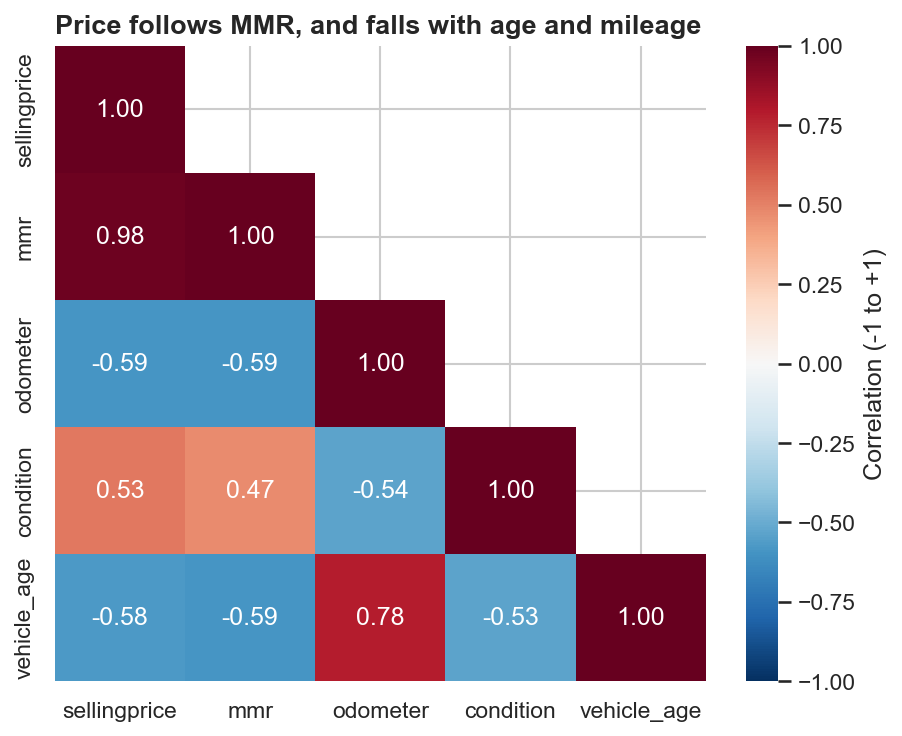 Price follows MMR, and falls with age and mileage
sellingprice
1.00
mmr
0.98 1.00
odometer
-0.59 -0.59 1.00
condition
0.53 0.47 -0.54 1.00
vehicle_age
-0.58 -0.59 0.78 -0.53 1.00
sellingprice mmr odometer condition vehicle_age
1.00
0.75
0.50
0.25
0.00
−0.25
−0.50
−0.75
−1.00
Correlation (-1 to +1)